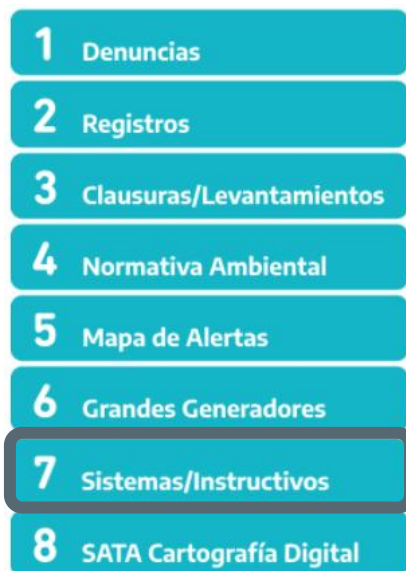 1 Denuncias
2 Registros
3 Clausuras/Levantamientos
4 Normativa Ambiental
5 Mapa de Alertas
6 Grandes Generadores
7 Sistemas/Instructivos
8 SATA Cartografía Digital